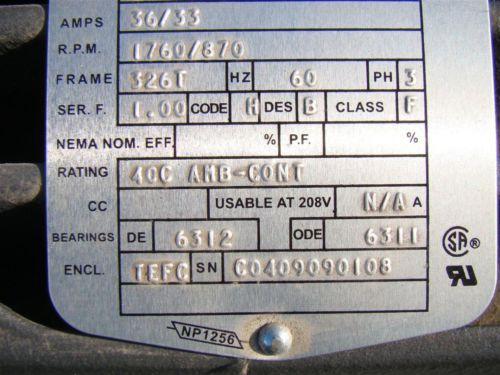 AMPS 36/33
R.P.M. 1760/870
FRAME 326T HZ 60 PH 3
SER. F. 1.00 CODE H DES B CLASS F
NEMA NOM. EFF. % P.F. %
RATING 40C AMB-CONT
CC USABLE AT 208V N/A A
BEARINGS DE 6312 ODE 6311
ENCL. TEFC SN C0409090108
NP1256